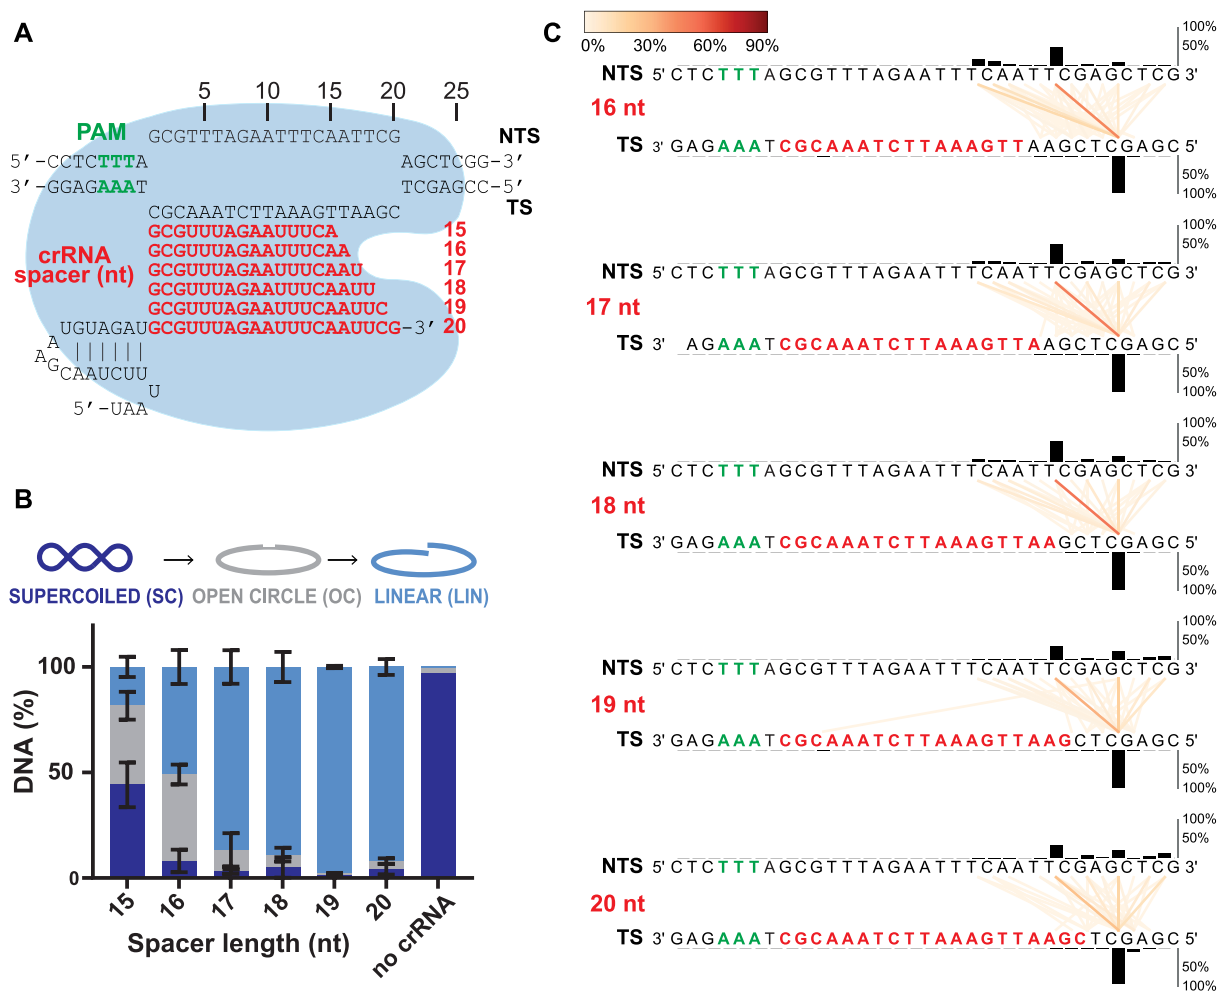 A
5 10 15 20 25
PAM
GCGTTTAGAATTTCAATTCG
NTS
5′-CCTCTTTA AGCTCGG-3′
3′-GGAGAAAT TCGAGCC-5′
TS
CGCAAATCTTAAAGTTAAGC
crRNA
spacer (nt)
GCGUUUAGAAUUUCA 15
GCGUUUAGAAUUUCAA 16
GCGUUUAGAAUUUCAAU 17
GCGUUUAGAAUUUCAAUU 18
GCGUUUAGAAUUUCAAUUC 19
UGUAGAUGCGUUUAGAAUUUCAAUUCG-3′ 20
A
A
G
CAAUCUU
U
5′-UAA
B
SUPERCOILED (SC) OPEN CIRCLE (OC) LINEAR (LIN)
DNA (%)
100
50
0
15 16 17 18 19 20 no crRNA
Spacer length (nt)
C
0% 30% 60% 90%
100%
50%
NTS 5' CTCTTTAGCGTTTAGAATTTCAATTCGAGCTCG 3'
16 nt
TS 3' GAGAAATCGCAAATCTTAAAGTTAAGCTCGAGC 5'
50%
100%
100%
50%
NTS 5' CTCTTTAGCGTTTAGAATTTCAATTCGAGCTCG 3'
17 nt
TS 3' AGAAATCGCAAATCTTAAAGTTAAGCTCGAGC 5'
50%
100%
100%
50%
NTS 5' CTCTTTAGCGTTTAGAATTTCAATTCGAGCTCG 3'
18 nt
TS 3' GAGAAATCGCAAATCTTAAAGTTAAGCTCGAGC 5'
50%
100%
100%
50%
NTS 5' CTCTTTAGCGTTTAGAATTTCAATTCGAGCTCG 3'
19 nt
TS 3' GAGAAATCGCAAATCTTAAAGTTAAGCTCGAGC 5'
50%
100%
100%
50%
NTS 5' CTCTTTAGCGTTTAGAATTTCAATTCGAGCTCG 3'
20 nt
TS 3' GAGAAATCGCAAATCTTAAAGTTAAGCTCGAGC 5'
50%
100%